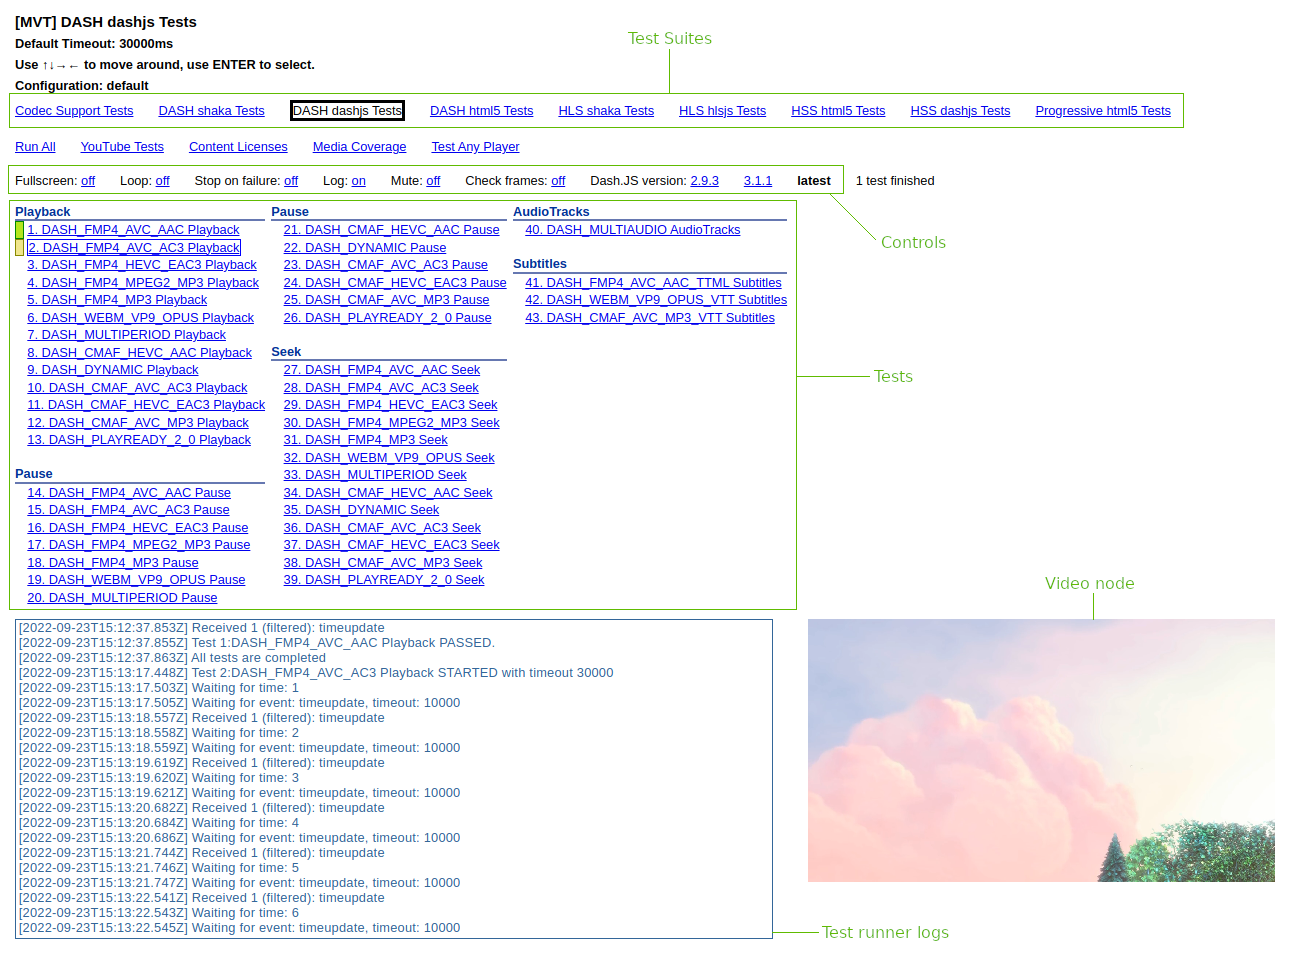 [MVT] DASH dashjs Tests
Default Timeout: 30000ms
Test Suites
Use ↑↓→← to move around, use ENTER to select.
Configuration: default
Codec Support Tests DASH shaka Tests DASH dashjs Tests DASH html5 Tests HLS shaka Tests HLS hlsjs Tests HSS html5 Tests HSS dashjs Tests Progressive html5 Tests
Run All YouTube Tests Content Licenses Media Coverage Test Any Player
Fullscreen: off Loop: off Stop on failure: off Log: on Mute: off Check frames: off Dash.JS version: 2.9.3 3.1.1 latest 1 test finished
Controls
Playback
1. DASH_FMP4_AVC_AAC Playback
2. DASH_FMP4_AVC_AC3 Playback
3. DASH_FMP4_HEVC_EAC3 Playback
4. DASH_FMP4_MPEG2_MP3 Playback
5. DASH_FMP4_MP3 Playback
6. DASH_WEBM_VP9_OPUS Playback
7. DASH_MULTIPERIOD Playback
8. DASH_CMAF_HEVC_AAC Playback
9. DASH_DYNAMIC Playback
10. DASH_CMAF_AVC_AC3 Playback
11. DASH_CMAF_HEVC_EAC3 Playback
12. DASH_CMAF_AVC_MP3 Playback
13. DASH_PLAYREADY_2_0 Playback
Pause
14. DASH_FMP4_AVC_AAC Pause
15. DASH_FMP4_AVC_AC3 Pause
16. DASH_FMP4_HEVC_EAC3 Pause
17. DASH_FMP4_MPEG2_MP3 Pause
18. DASH_FMP4_MP3 Pause
19. DASH_WEBM_VP9_OPUS Pause
20. DASH_MULTIPERIOD Pause
Pause
21. DASH_CMAF_HEVC_AAC Pause
22. DASH_DYNAMIC Pause
23. DASH_CMAF_AVC_AC3 Pause
24. DASH_CMAF_HEVC_EAC3 Pause
25. DASH_CMAF_AVC_MP3 Pause
26. DASH_PLAYREADY_2_0 Pause
Seek
27. DASH_FMP4_AVC_AAC Seek
28. DASH_FMP4_AVC_AC3 Seek
29. DASH_FMP4_HEVC_EAC3 Seek
30. DASH_FMP4_MPEG2_MP3 Seek
31. DASH_FMP4_MP3 Seek
32. DASH_WEBM_VP9_OPUS Seek
33. DASH_MULTIPERIOD Seek
34. DASH_CMAF_HEVC_AAC Seek
35. DASH_DYNAMIC Seek
36. DASH_CMAF_AVC_AC3 Seek
37. DASH_CMAF_HEVC_EAC3 Seek
38. DASH_CMAF_AVC_MP3 Seek
39. DASH_PLAYREADY_2_0 Seek
AudioTracks
40. DASH_MULTIAUDIO AudioTracks
Subtitles
41. DASH_FMP4_AVC_AAC_TTML Subtitles
42. DASH_WEBM_VP9_OPUS_VTT Subtitles
43. DASH_CMAF_AVC_MP3_VTT Subtitles
Tests
Video node
[2022-09-23T15:12:37.853Z] Received 1 (filtered): timeupdate
[2022-09-23T15:12:37.855Z] Test 1:DASH_FMP4_AVC_AAC Playback PASSED.
[2022-09-23T15:12:37.863Z] All tests are completed
[2022-09-23T15:13:17.448Z] Test 2:DASH_FMP4_AVC_AC3 Playback STARTED with timeout 30000
[2022-09-23T15:13:17.503Z] Waiting for time: 1
[2022-09-23T15:13:17.505Z] Waiting for event: timeupdate, timeout: 10000
[2022-09-23T15:13:18.557Z] Received 1 (filtered): timeupdate
[2022-09-23T15:13:18.558Z] Waiting for time: 2
[2022-09-23T15:13:18.559Z] Waiting for event: timeupdate, timeout: 10000
[2022-09-23T15:13:19.619Z] Received 1 (filtered): timeupdate
[2022-09-23T15:13:19.620Z] Waiting for time: 3
[2022-09-23T15:13:19.621Z] Waiting for event: timeupdate, timeout: 10000
[2022-09-23T15:13:20.682Z] Received 1 (filtered): timeupdate
[2022-09-23T15:13:20.684Z] Waiting for time: 4
[2022-09-23T15:13:20.686Z] Waiting for event: timeupdate, timeout: 10000
[2022-09-23T15:13:21.744Z] Received 1 (filtered): timeupdate
[2022-09-23T15:13:21.746Z] Waiting for time: 5
[2022-09-23T15:13:21.747Z] Waiting for event: timeupdate, timeout: 10000
[2022-09-23T15:13:22.541Z] Received 1 (filtered): timeupdate
[2022-09-23T15:13:22.543Z] Waiting for time: 6
[2022-09-23T15:13:22.545Z] Waiting for event: timeupdate, timeout: 10000
Test runner logs